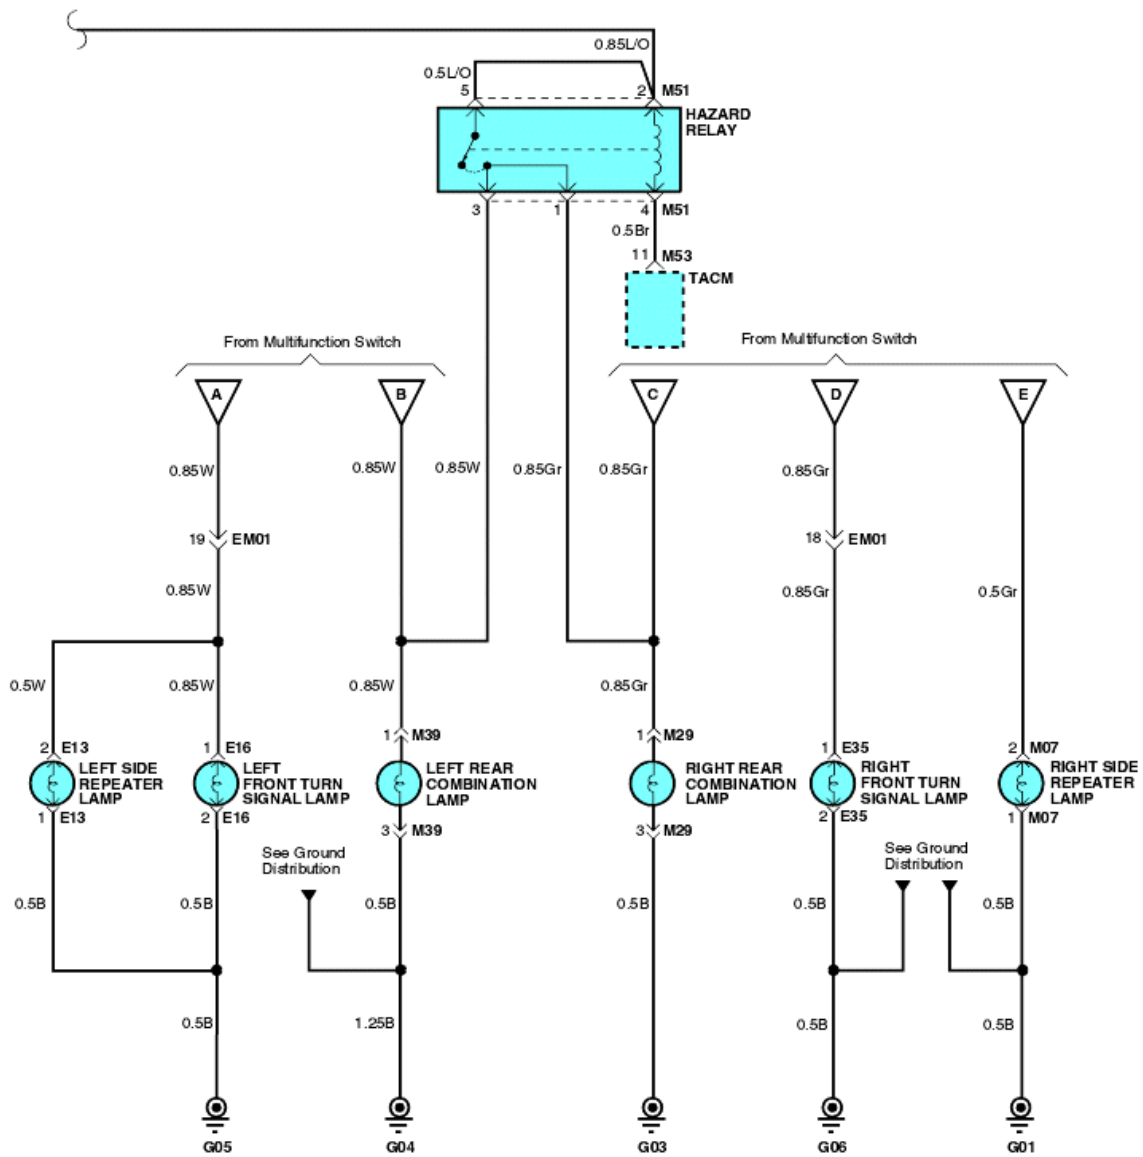 0.85L/O
0.5L/O
5
2
M51
HAZARD
RELAY
3
1
4
M51
0.5Br
11
M53
TACM
From Multifunction Switch
From Multifunction Switch
A
B
C
D
E
0.85W
0.85W
0.85W
0.85Gr
0.85Gr
0.85Gr
19
EM01
18
EM01
0.85W
0.85Gr
0.5Gr
0.5W
0.85W
0.85W
0.85Gr
2
E13
1
E16
1
M39
1
M29
1
E35
2
M07
LEFT SIDE
REPEATER
LAMP
LEFT
FRONT TURN
SIGNAL LAMP
LEFT REAR
COMBINATION
LAMP
RIGHT REAR
COMBINATION
LAMP
RIGHT
FRONT TURN
SIGNAL LAMP
RIGHT SIDE
REPEATER
LAMP
1
E13
2
E16
3
M39
3
M29
2
E35
1
M07
See Ground
Distribution
See Ground
Distribution
0.5B
0.5B
0.5B
0.5B
0.5B
0.5B
0.5B
1.25B
0.5B
0.5B
G05
G04
G03
G06
G01